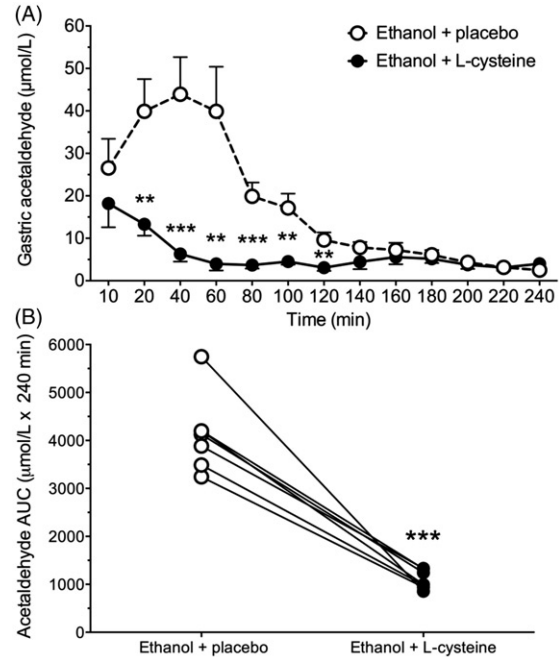 (A)
Ethanol + placebo
Ethanol + L-cysteine
Gastric acetaldehyde (μmol/L)
60
50
40
30
20
10
0
** *** ** *** ** **
10 20 40 60 80 100 120 140 160 180 200 220 240
Time (min)
(B)
Acetaldehyde AUC (μmol/L x 240 min)
6000
5000
4000
3000
2000
1000
0
***
Ethanol + placebo Ethanol + L-cysteine